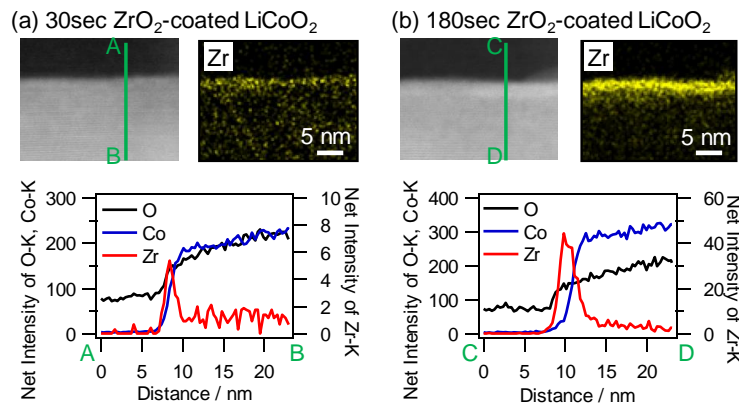 (a) 30sec ZrO₂-coated LiCoO₂
A
B
Zr
5 nm
Net Intensity of O-K, Co-K
300
200
100
0
O
Co
Zr
10
8
6
4
2
0
Net Intensity of Zr-K
A
B
0 5 10 15 20
Distance / nm
(b) 180sec ZrO₂-coated LiCoO₂
C
D
Zr
5 nm
Net Intensity of O-K, Co-K
400
300
200
100
0
O
Co
Zr
60
40
20
0
Net Intensity of Zr-K
C
D
0 5 10 15 20
Distance / nm